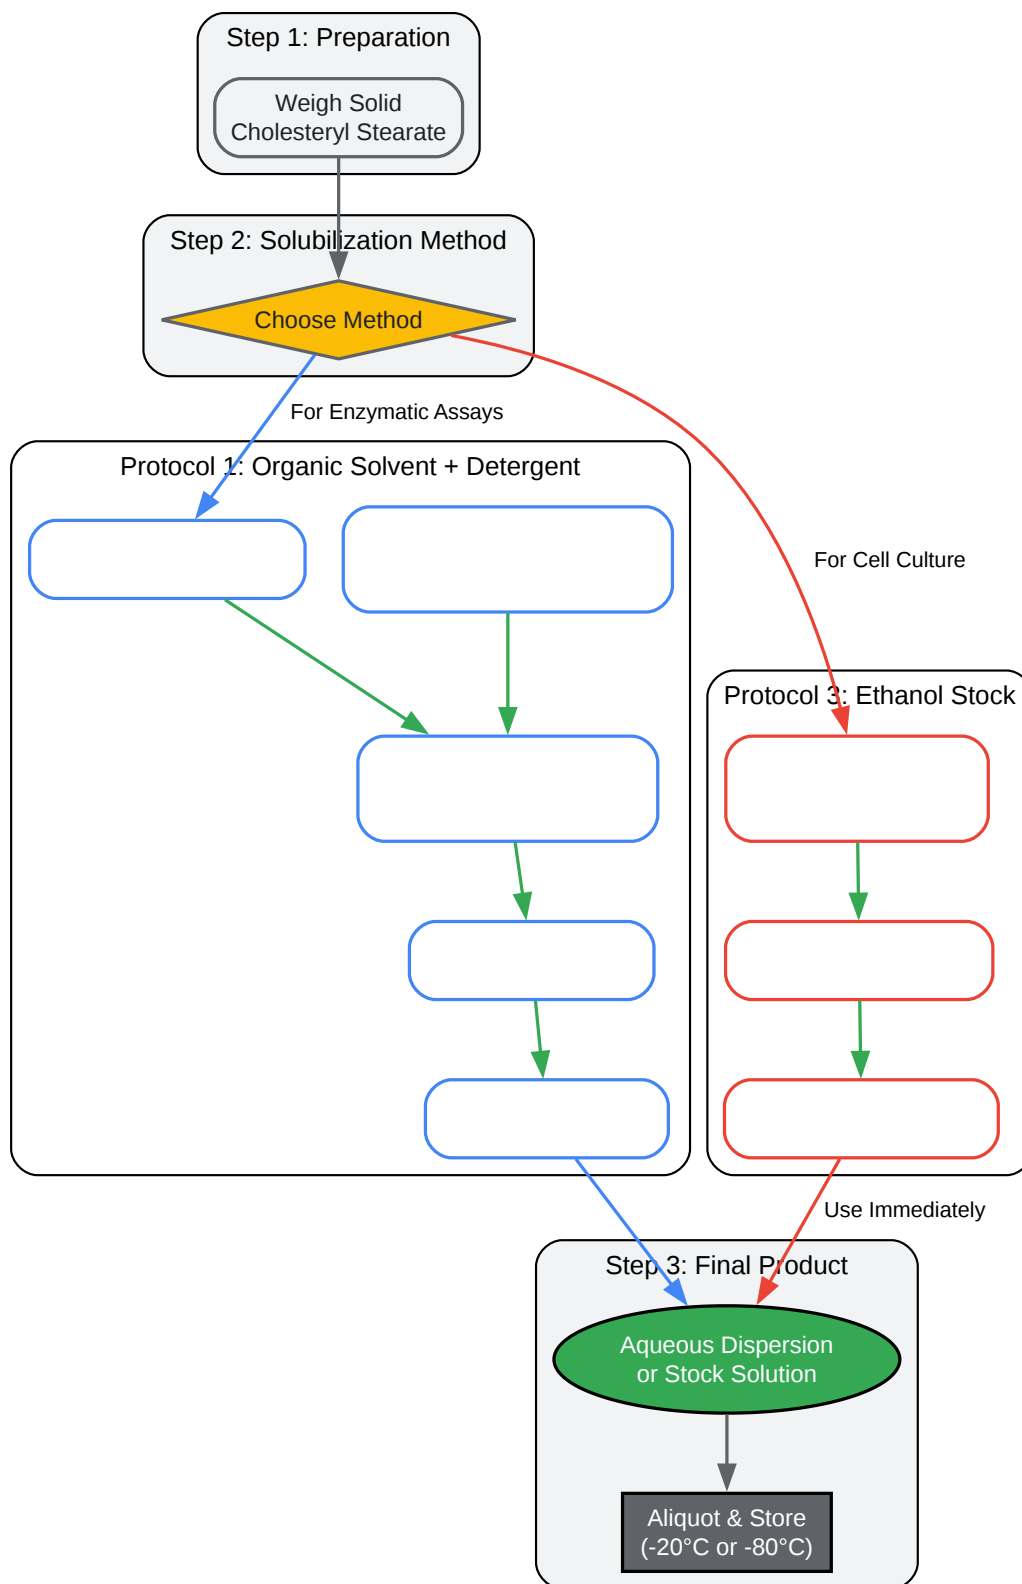 Step 1: Preparation
Weigh Solid
Cholesteryl Stearate
Step 2: Solubilization Method
Choose Method
For Enzymatic Assays
Protocol 1: Organic Solvent + Detergent
For Cell Culture
Protocol 3: Ethanol Stock
Use Immediately
Step 3: Final Product
Aqueous Dispersion
or Stock Solution
Aliquot & Store
(-20°C or -80°C)